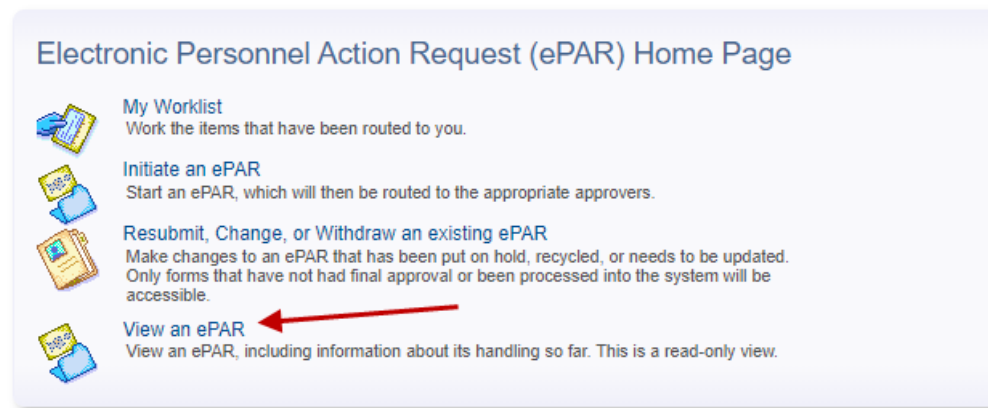 Electronic Personnel Action Request (ePAR) Home Page
My Worklist
Work the items that have been routed to you.
Initiate an ePAR
Start an ePAR, which will then be routed to the appropriate approvers.
Resubmit, Change, or Withdraw an existing ePAR
Make changes to an ePAR that has been put on hold, recycled, or needs to be updated.
Only forms that have not had final approval or been processed into the system will be
accessible.
View an ePAR
View an ePAR, including information about its handling so far. This is a read-only view.